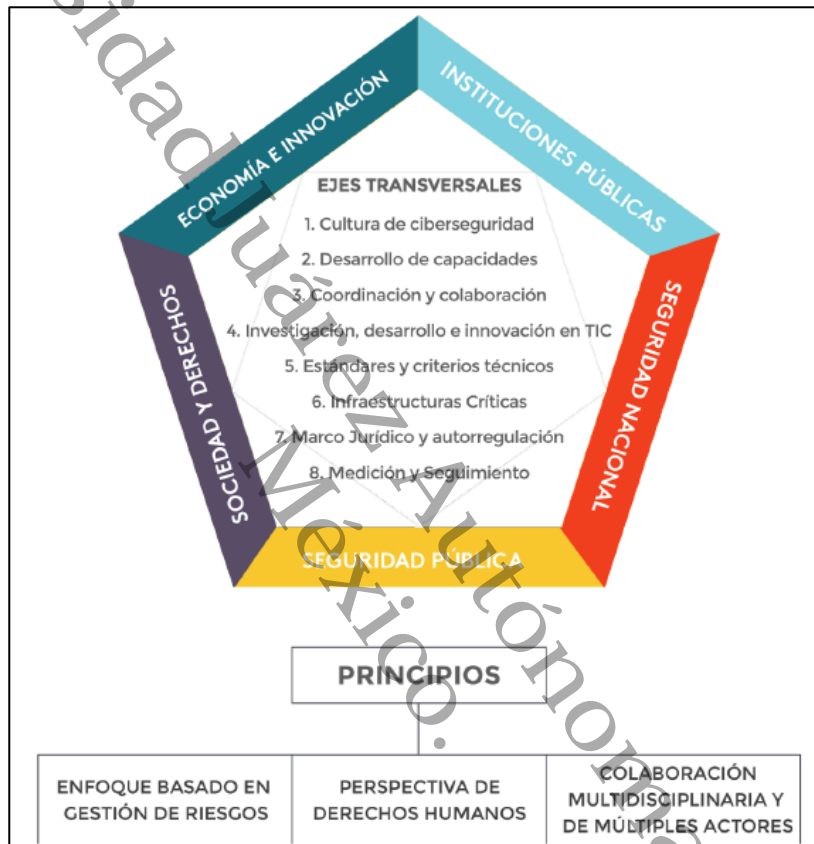 ECONOMÍA E INNOVACIÓN
INSTITUCIONES PÚBLICAS
SOCIEDAD Y DERECHOS
SEGURIDAD NACIONAL
EJES TRANSVERSALES
1. Cultura de ciberseguridad
2. Desarrollo de capacidades
3. Coordinación y colaboración
4. Investigación, desarrollo e innovación en TIC
5. Estándares y criterios técnicos
6. Infraestructuras Críticas
7. Marco Jurídico y autorregulación
8. Medición y Seguimiento
SEGURIDAD PÚBLICA
PRINCIPIOS
ENFOQUE BASADO EN
GESTIÓN DE RIESGOS
PERSPECTIVA DE
DERECHOS HUMANOS
COLABORACIÓN
MULTIDISCIPLINARIA Y
DE MÚLTIPLES ACTORES
Juárez
México.